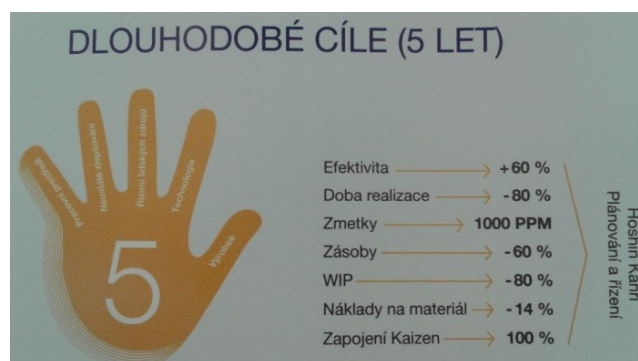 DLOUHODOBÉ CÍLE (5 LET)
Pracovní prostředí
Neustálé zlepšování
Řízení lidských zdrojů
Technologie
Výrobek
5
Efektivita +60 %
Doba realizace -80 %
Zmetky 1000 PPM
Zásoby -60 %
WIP -80 %
Náklady na materiál -14 %
Zapojení Kaizen 100 %
Hoshin Kanri
Plánování a řízení